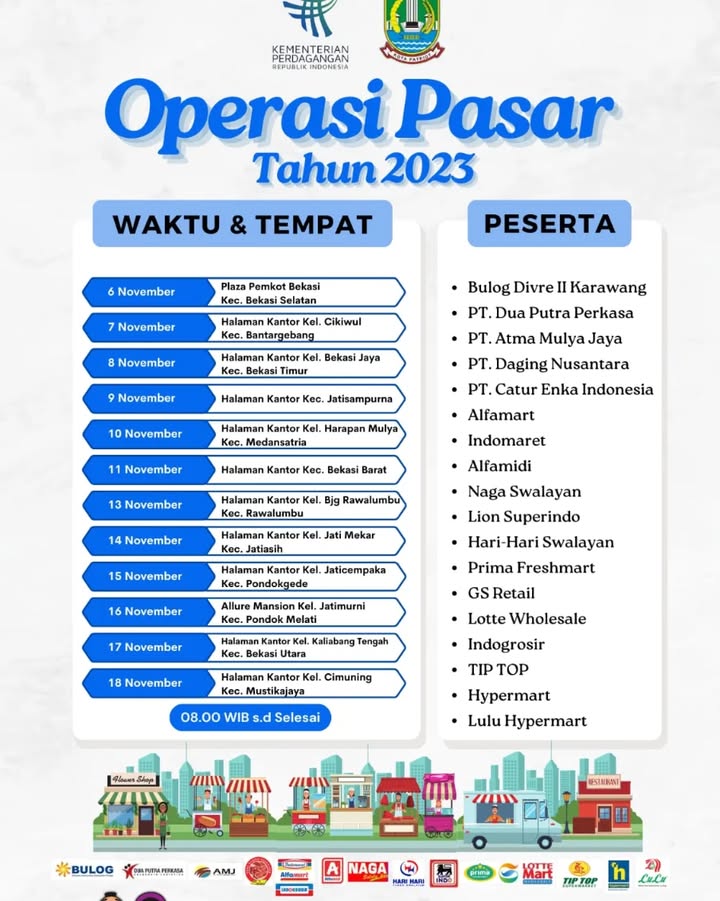 KEMENTERIAN
PERDAGANGAN
REPUBLIK INDONESIA
KOTA PATRIOT
Operasi Pasar
Tahun 2023
WAKTU & TEMPAT
6 November
Plaza Pemkot Bekasi
Kec. Bekasi Selatan
7 November
Halaman Kantor Kel. Cikiwul
Kec. Bantargebang
8 November
Halaman Kantor Kel. Bekasi Jaya
Kec. Bekasi Timur
9 November
Halaman Kantor Kec. Jatisampurna
10 November
Halaman Kantor Kel. Harapan Mulya
Kec. Medansatria
11 November
Halaman Kantor Kec. Bekasi Barat
13 November
Halaman Kantor Kel. Bjg Rawalumbu
Kec. Rawalumbu
14 November
Halaman Kantor Kel. Jati Mekar
Kec. Jatiasih
15 November
Halaman Kantor Kel. Jaticempaka
Kec. Pondokgede
16 November
Allure Mansion Kel. Jatimurni
Kec. Pondok Melati
17 November
Halaman Kantor Kel. Kaliabang Tengah
Kec. Bekasi Utara
18 November
Halaman Kantor Kel. Cimuning
Kec. Mustikajaya
08.00 WIB s.d Selesai
PESERTA
• Bulog Divre II Karawang
• PT. Dua Putra Perkasa
• PT. Atma Mulya Jaya
• PT. Daging Nusantara
• PT. Catur Enka Indonesia
• Alfamart
• Indomaret
• Alfamidi
• Naga Swalayan
• Lion Superindo
• Hari-Hari Swalayan
• Prima Freshmart
• GS Retail
• Lotte Wholesale
• Indogrosir
• TIP TOP
• Hypermart
• Lulu Hypermart
Flower Shop
RESTAURANT
BULOG
DUA PUTRA PERKASA
AMJ
Alfamart
NAGA
HARI HARI
INDO
prima
LOTTE
Mart
TIP TOP
SUPERMARKET
LuLu